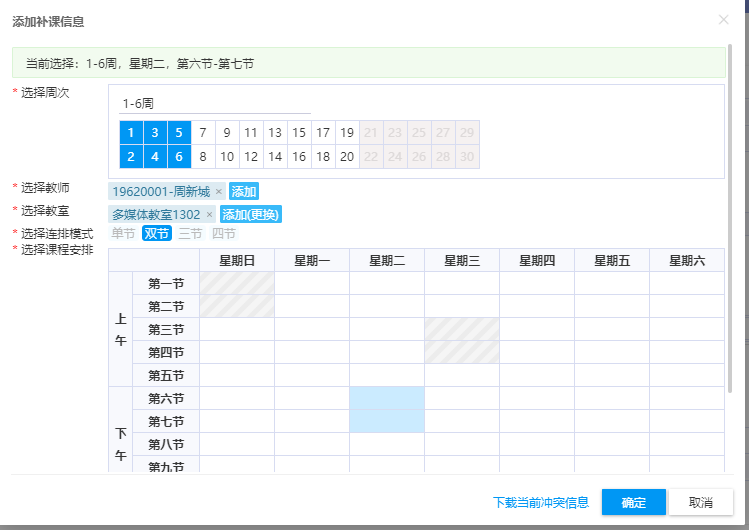 添加补课信息
当前选择：1-6周，星期二，第六节-第七节
* 选择周次
1-6周
1 3 5 7 9 11 13 15 17 19 21 23 25 27 29
2 4 6 8 10 12 14 16 18 20 22 24 26 28 30
* 选择教师 19620001-周新城 × 添加
* 选择教室 多媒体教室1302 × 添加(更换)
* 选择连排模式 单节 双节 三节 四节
* 选择课程安排
星期日 星期一 星期二 星期三 星期四 星期五 星期六
上午
第一节
第二节
第三节
第四节
第五节
下午
第六节
第七节
第八节
第九节
下载当前冲突信息 确定 取消